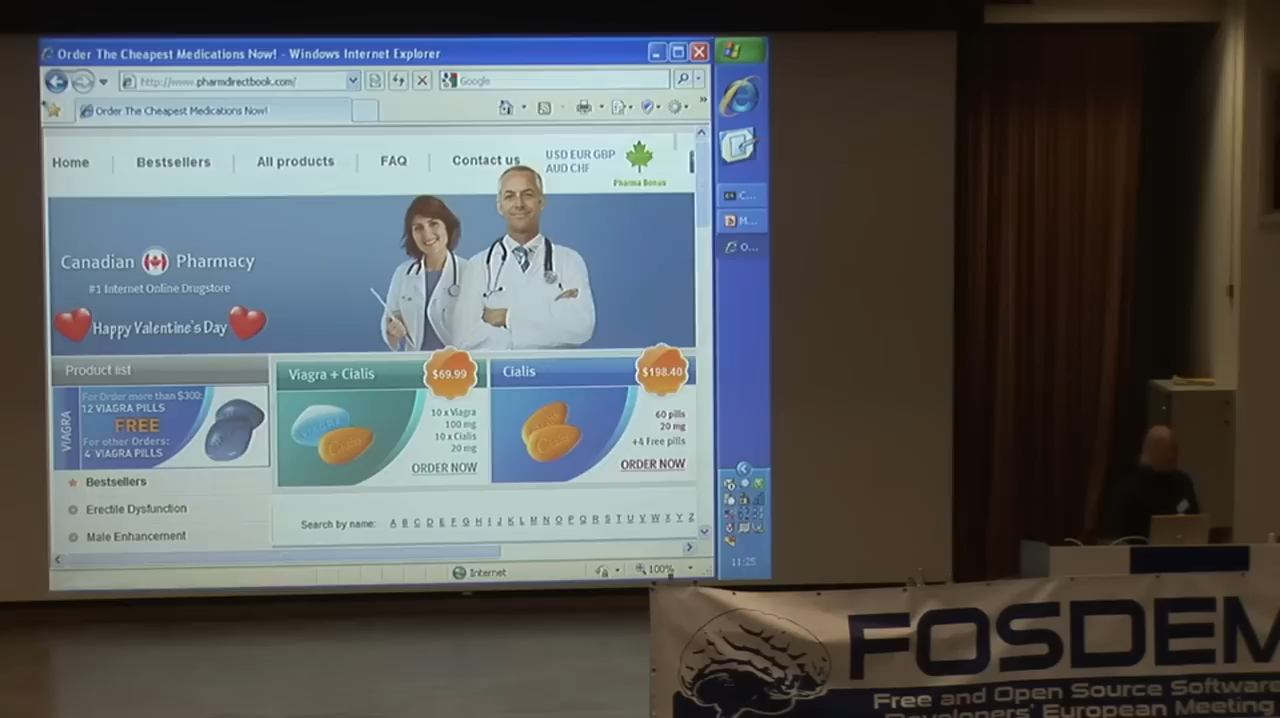 Order The Cheapest Medications Now! - Windows Internet Explorer
http://www.pharmdirectbook.com/
Google
Order The Cheapest Medications Now!
Home
Bestsellers
All products
FAQ
Contact us
USD EUR GBP
AUD CHF
Pharma Bonus
Canadian Pharmacy
#1 Internet Online Drugstore
Happy Valentine's Day
Product list
VIAGRA
For Order more than $300:
12 VIAGRA PILLS
FREE
For other Orders:
4 VIAGRA PILLS
Viagra + Cialis
$69.99
10 x Viagra
100 mg
10 x Cialis
20 mg
ORDER NOW
Cialis
$198.40
60 pills
20 mg
+4 Free pills
ORDER NOW
Bestsellers
Erectile Dysfunction
Male Enhancement
Search by name: A B C D E F G H I J K L M N O P Q R S T U V W X Y Z
Internet
100%
C...
M...
O...
11:25
FOSDEM
Free and Open Source Software
Developers' European Meeting